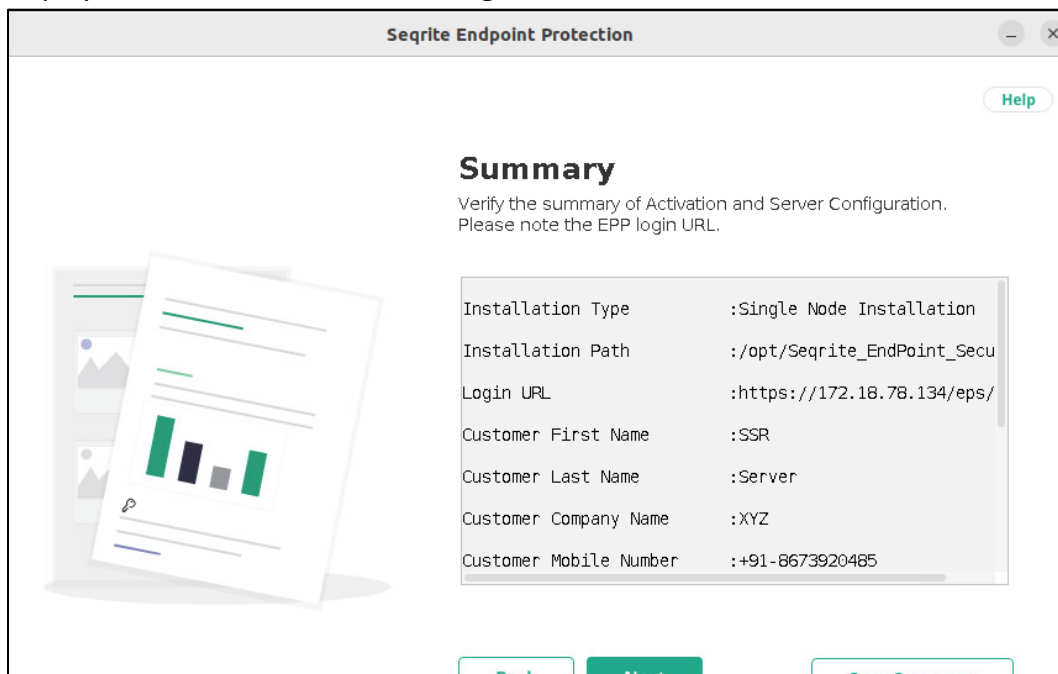 Seqrite Endpoint Protection
Help
Summary
Verify the summary of Activation and Server Configuration.
Please note the EPP login URL.
Installation Type :Single Node Installation
Installation Path :/opt/Seqrite_EndPoint_Secu
Login URL :https://172.18.78.134/eps/
Customer First Name :SSR
Customer Last Name :Server
Customer Company Name :XYZ
Customer Mobile Number :+91-8673920485